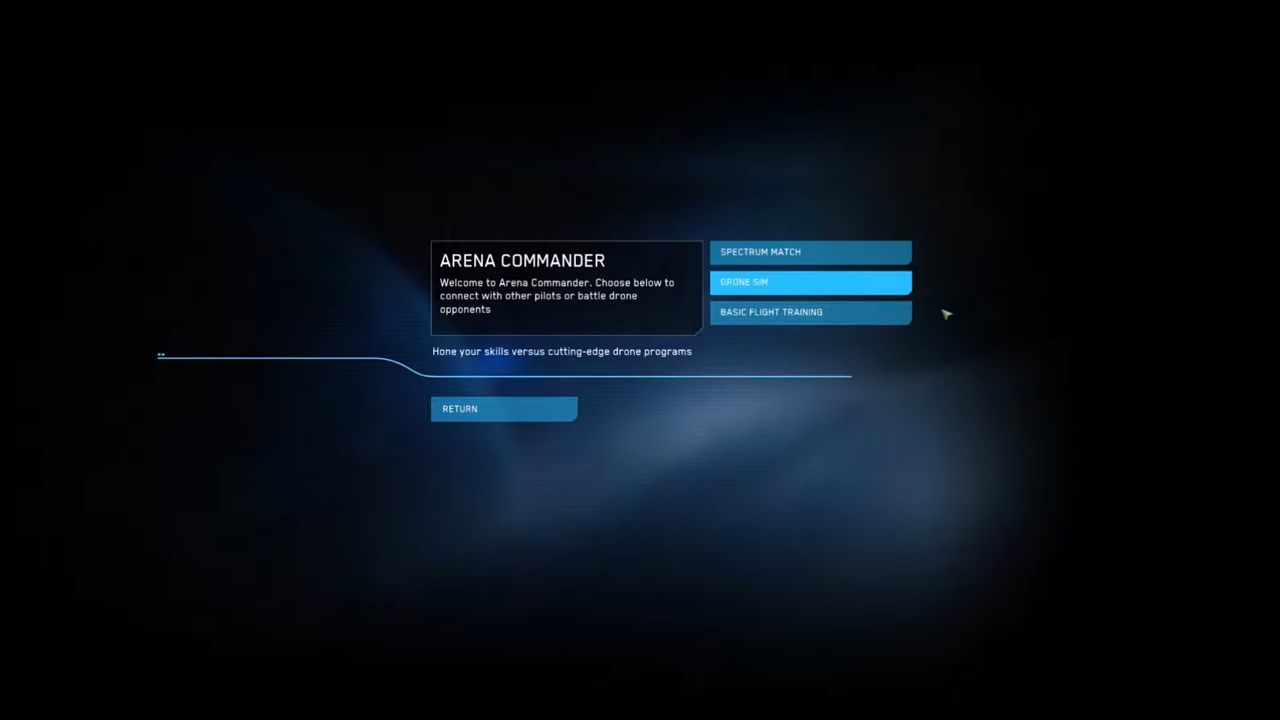 ARENA COMMANDER
Welcome to Arena Commander. Choose below to
connect with other pilots or battle drone
opponents
SPECTRUM MATCH
DRONE SIM
BASIC FLIGHT TRAINING
Hone your skills versus cutting-edge drone programs
RETURN